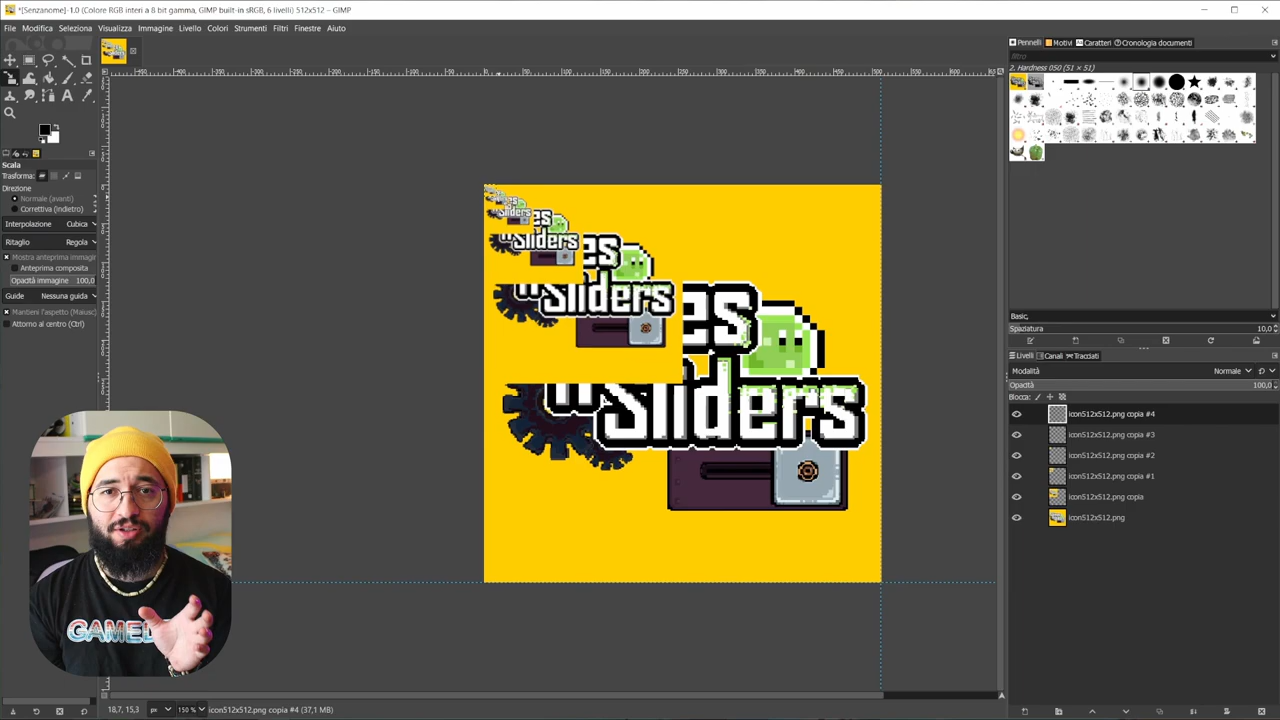 *[Senzanome]-1.0 (Colore RGB interi a 8 bit gamma, GIMP built-in sRGB, 6 livelli) 512x512 – GIMP
File Modifica Seleziona Visualizza Immagine Livello Colori Strumenti Filtri Finestre Aiuto
Pennelli Motivi Caratteri Cronologia documenti
filtro
2. Hardness 050 (51 × 51)
Scala
Trasforma:
Direzione
Normale (avanti)
Correttiva (indietro)
Interpolazione Cubica
Ritaglio Regola
Mostra anteprima immagine
Anteprima composita
Opacità immagine 100,0
Guide Nessuna guida
Mantieni l'aspetto (Maiusc)
Attorno al centro (Ctrl)
es
Sliders
es
Sliders
es
Sliders
Sliders
GAMED
Basic,
Spaziatura 10,0
Livelli Canali Tracciati
Modalità Normale
Opacità 100,0
Blocca:
icon512x512.png copia #4
icon512x512.png copia #3
icon512x512.png copia #2
icon512x512.png copia #1
icon512x512.png copia
icon512x512.png
18,7, 15,3 px 150 % icon512x512.png copia #4 (37,1 MB)